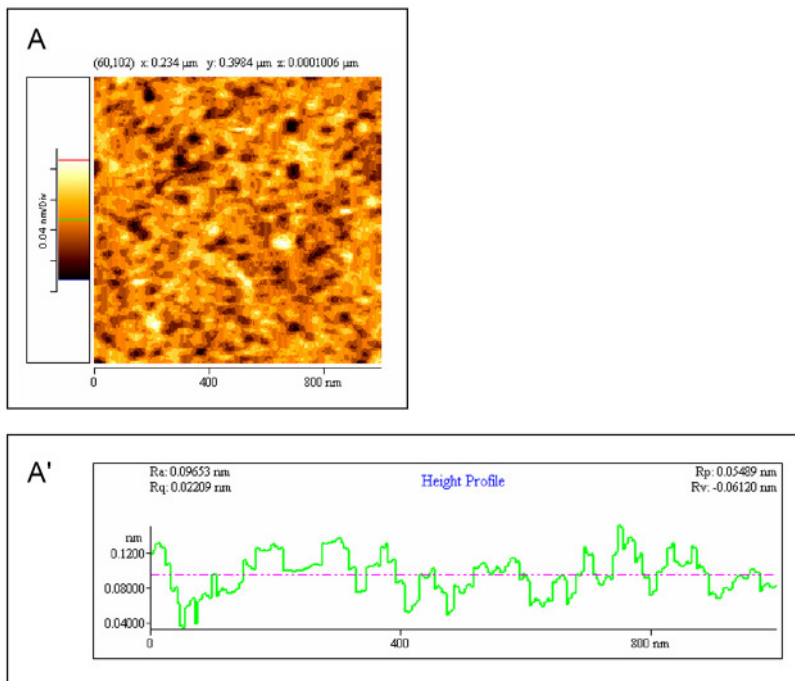 A
(60,102) x: 0.234 µm y: 0.3984 µm z: 0.0001006 µm
0.04 nm/Div
0 400 800 nm
A'
Ra: 0.09653 nm
Rq: 0.02209 nm
Height Profile
Rp: 0.05489 nm
Rv: -0.06120 nm
nm
0.1200
0.08000
0.04000
0 400 800 nm